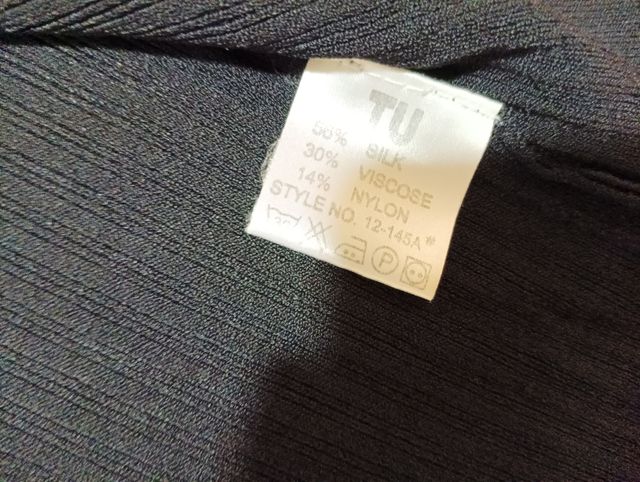 TU
56% SILK
30% VISCOSE
14% NYLON
STYLE NO. 12-145A#
P